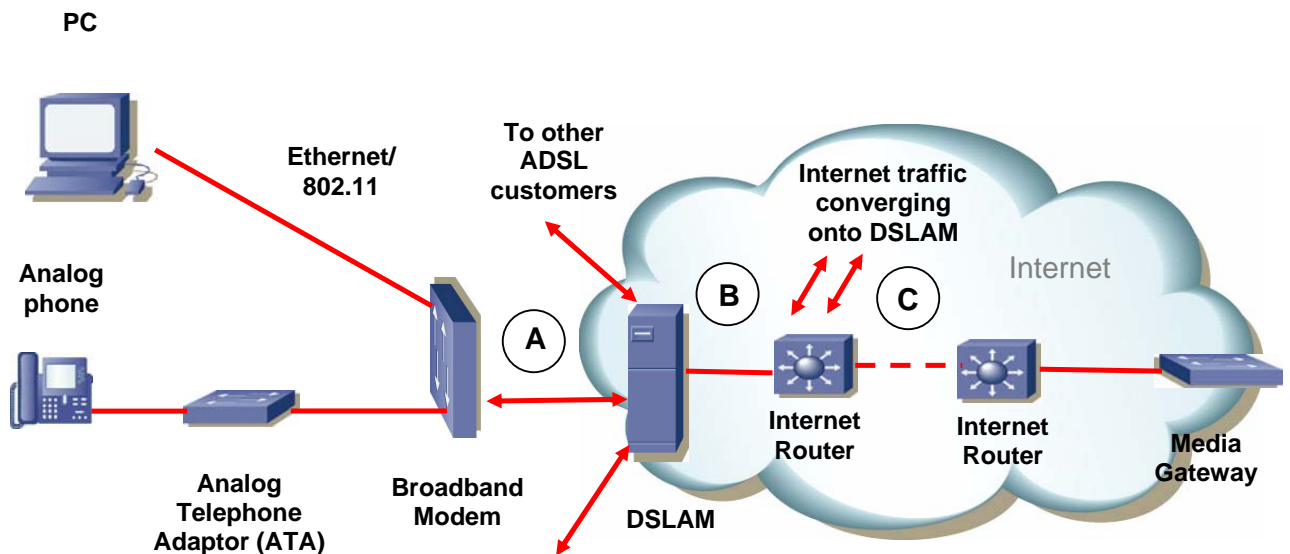 PC
Ethernet/
802.11
To other
ADSL
customers
Internet traffic
converging
onto DSLAM
Internet
Analog
phone
A
B
C
Analog
Telephone
Adaptor (ATA)
Broadband
Modem
DSLAM
Internet
Router
Internet
Router
Media
Gateway